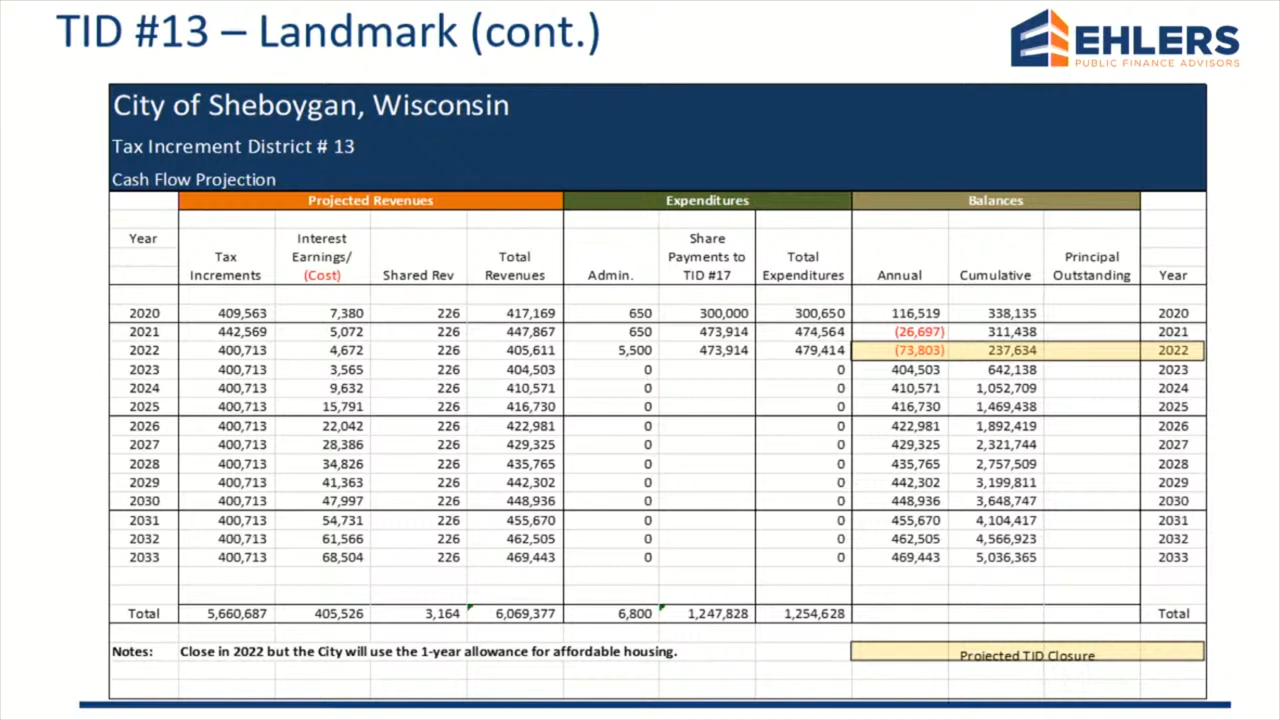 TID #13 – Landmark (cont.)
EHLERS
PUBLIC FINANCE ADVISORS
City of Sheboygan, Wisconsin
Tax Increment District # 13
Cash Flow Projection
Projected Revenues Expenditures Balances
Year Tax Increments Interest Earnings/ (Cost) Shared Rev Total Revenues Admin. Share Payments to TID #17 Total Expenditures Annual Cumulative Principal Outstanding Year
2020 409,563 7,380 226 417,169 650 300,000 300,650 116,519 338,135 2020
2021 442,569 5,072 226 447,867 650 473,914 474,564 (26,697) 311,438 2021
2022 400,713 4,672 226 405,611 5,500 473,914 479,414 (73,803) 237,634 2022
2023 400,713 3,565 226 404,503 0 0 404,503 642,138 2023
2024 400,713 9,632 226 410,571 0 0 410,571 1,052,709 2024
2025 400,713 15,791 226 416,730 0 0 416,730 1,469,438 2025
2026 400,713 22,042 226 422,981 0 0 422,981 1,892,419 2026
2027 400,713 28,386 226 429,325 0 0 429,325 2,321,744 2027
2028 400,713 34,826 226 435,765 0 0 435,765 2,757,509 2028
2029 400,713 41,363 226 442,302 0 0 442,302 3,199,811 2029
2030 400,713 47,997 226 448,936 0 0 448,936 3,648,747 2030
2031 400,713 54,731 226 455,670 0 0 455,670 4,104,417 2031
2032 400,713 61,566 226 462,505 0 0 462,505 4,566,923 2032
2033 400,713 68,504 226 469,443 0 0 469,443 5,036,365 2033
Total 5,660,687 405,526 3,164 6,069,377 6,800 1,247,828 1,254,628 Total
Notes: Close in 2022 but the City will use the 1-year allowance for affordable housing.
Projected TID Closure